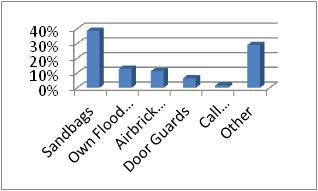 40%
30%
20%
10%
0%
Sandbags
Own Flood...
Airbrick...
Door Guards
Call...
Other